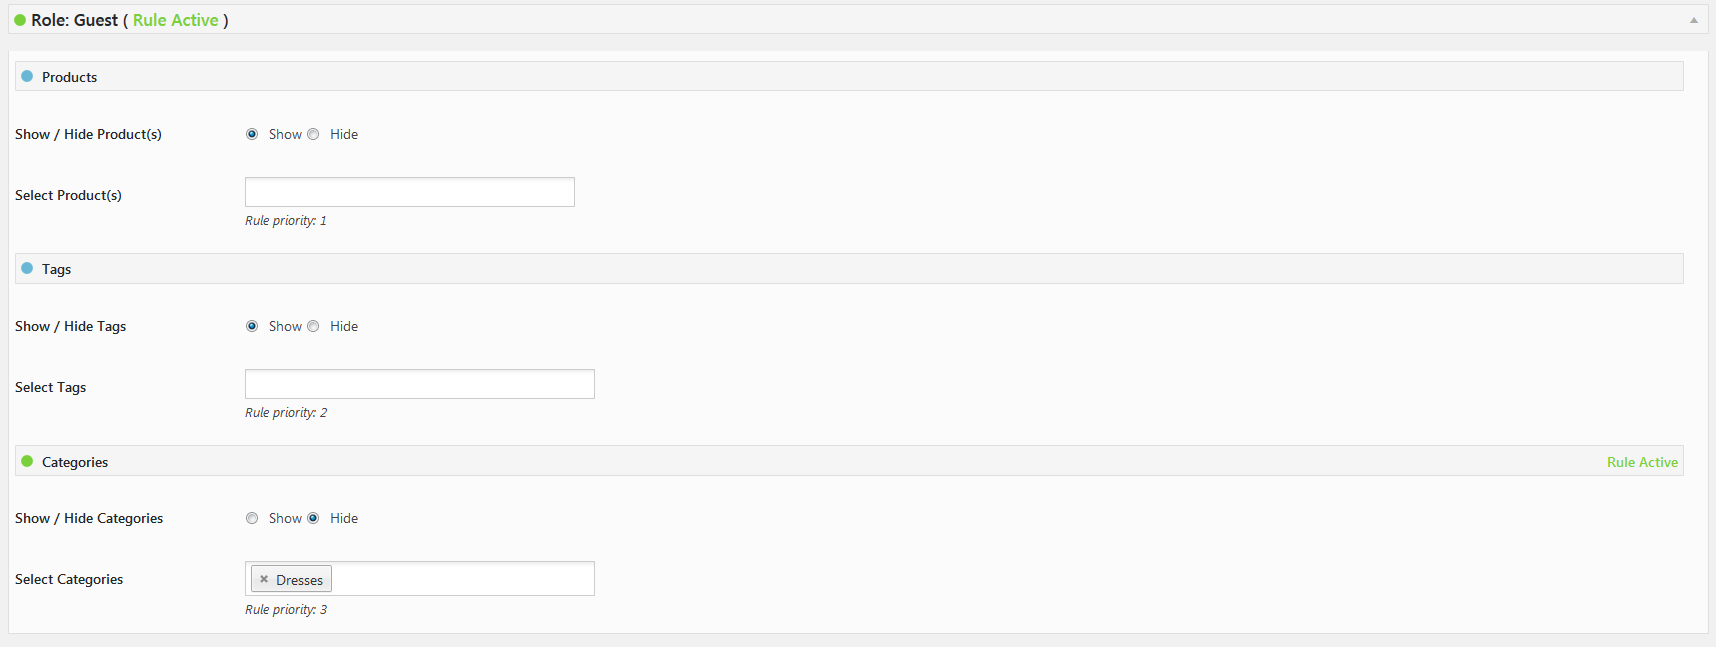 Role: Guest ( Rule Active )
Products
Show / Hide Product(s) Show Hide
Select Product(s)
Rule priority: 1
Tags
Show / Hide Tags Show Hide
Select Tags
Rule priority: 2
Categories Rule Active
Show / Hide Categories Show Hide
Select Categories × Dresses
Rule priority: 3